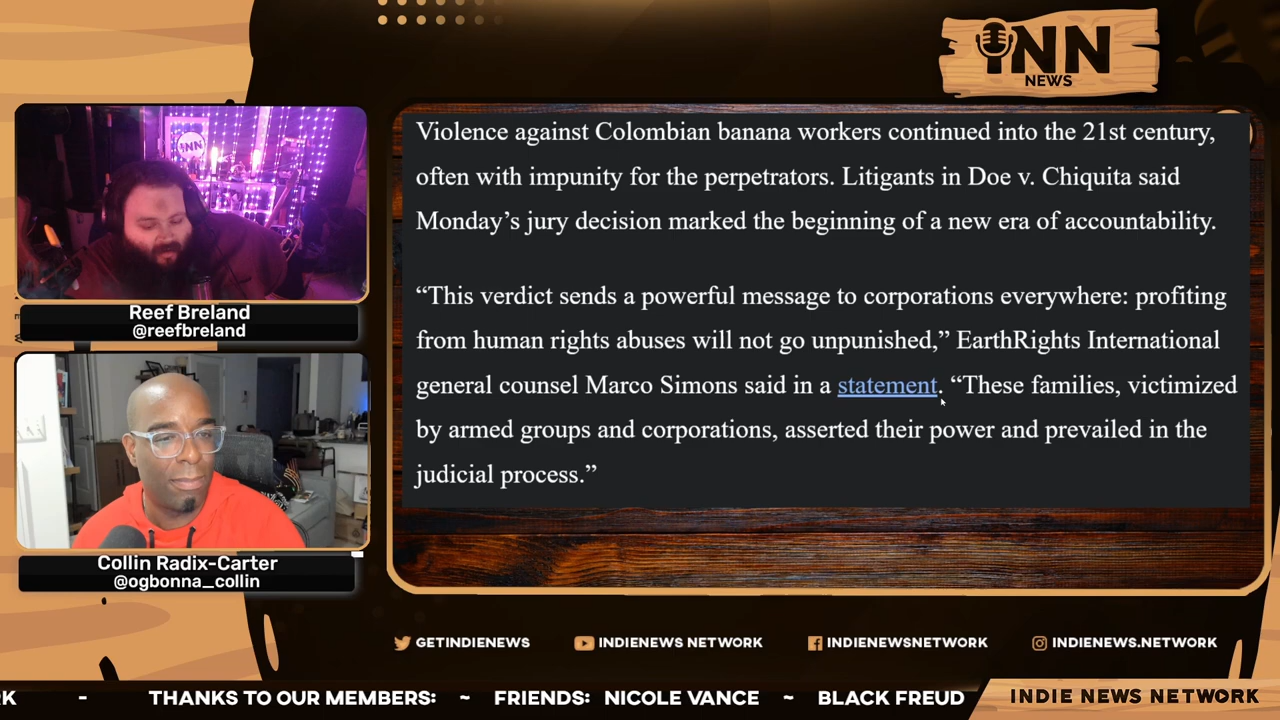 INN
NEWS
INN
Reef Breland
@reefbreland
Collin Radix-Carter
@ogbonna_collin
Violence against Colombian banana workers continued into the 21st century,
often with impunity for the perpetrators. Litigants in Doe v. Chiquita said
Monday’s jury decision marked the beginning of a new era of accountability.
“This verdict sends a powerful message to corporations everywhere: profiting
from human rights abuses will not go unpunished,” EarthRights International
general counsel Marco Simons said in a statement. “These families, victimized
by armed groups and corporations, asserted their power and prevailed in the
judicial process.”
GETINDIENEWS
INDIENEWS NETWORK
INDIENEWSNETWORK
INDIENEWS.NETWORK
RK - THANKS TO OUR MEMBERS: ~ FRIENDS: NICOLE VANCE ~ BLACK FREUD
INDIE NEWS NETWORK